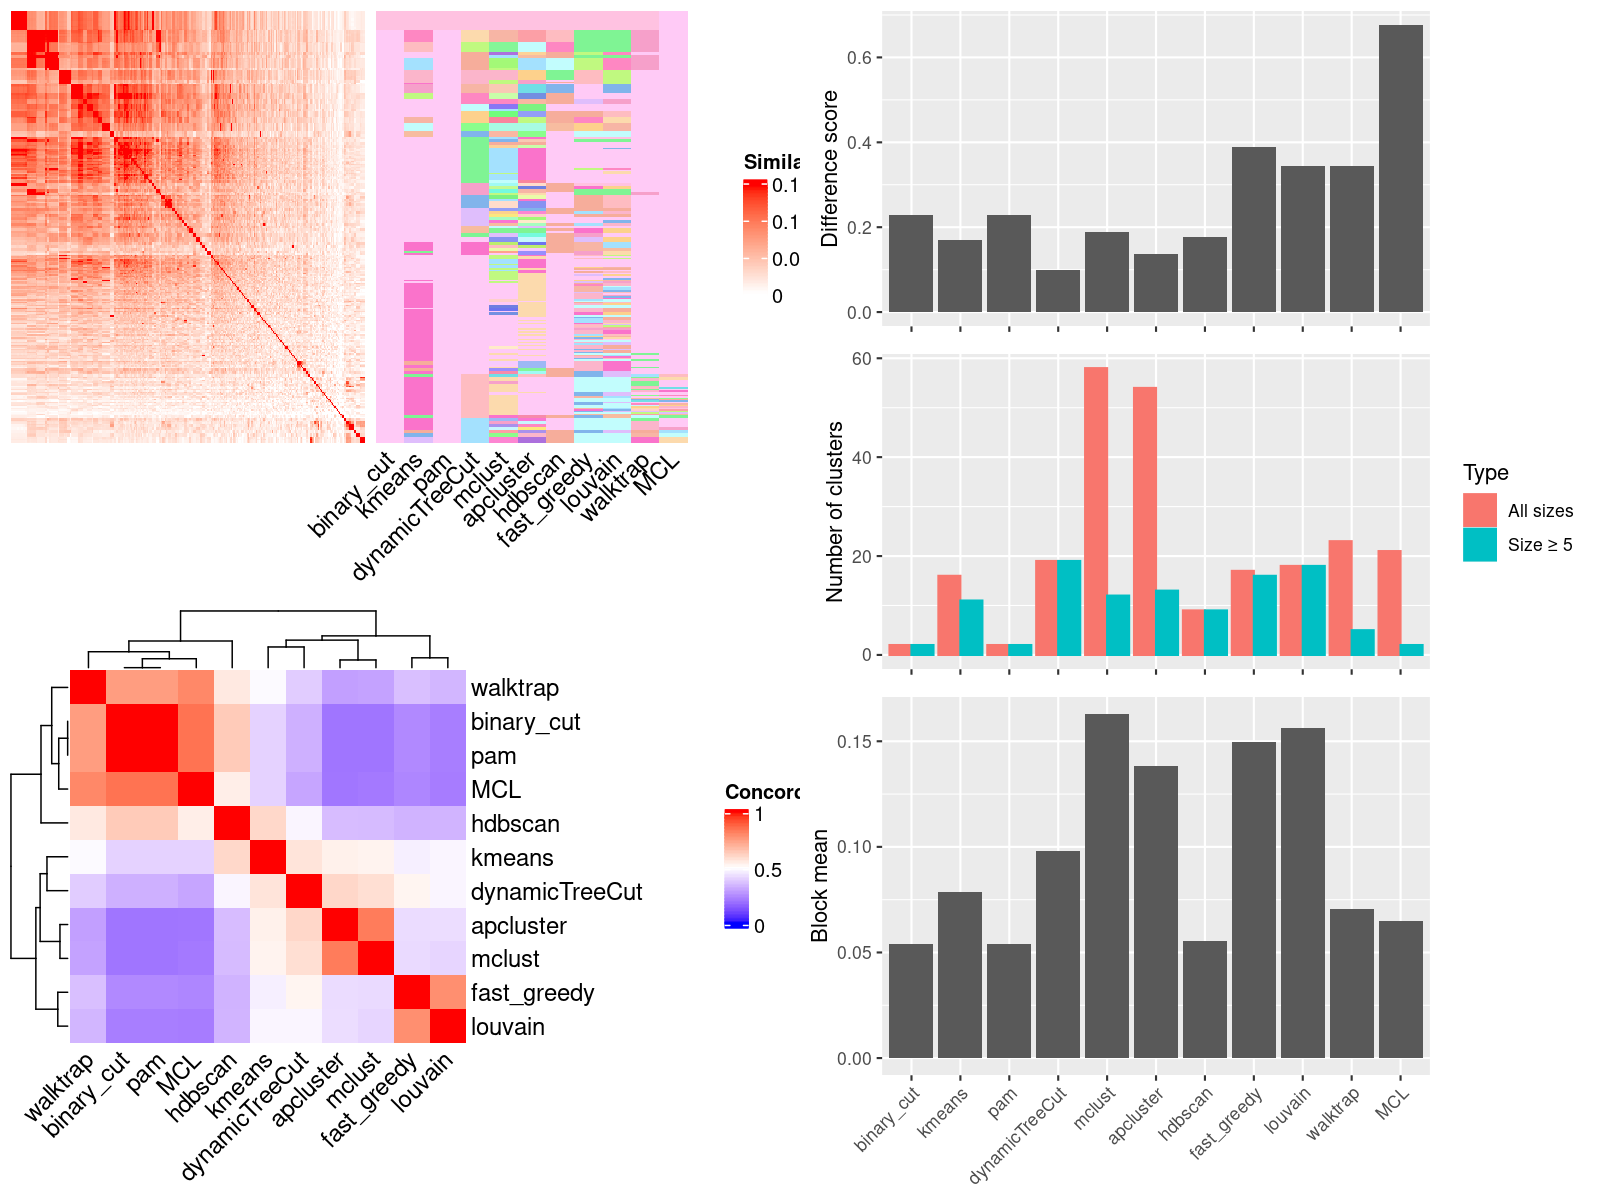 Simila
0.1
0.1
0.0
0
binary_cut
kmeans
pam
dynamicTreeCut
mclust
apcluster
hdbscan
fast_greedy
louvain
walktrap
MCL
walktrap
binary_cut
pam
MCL
hdbscan
kmeans
dynamicTreeCut
apcluster
mclust
fast_greedy
louvain
walktrap
binary_cut
pam
MCL
hdbscan
kmeans
dynamicTreeCut
apcluster
mclust
fast_greedy
louvain
Concord
1
0.5
0
Difference score
0.6
0.4
0.2
0.0
Number of clusters
60
40
20
0
Type
All sizes
Size ≥ 5
Block mean
0.15
0.10
0.05
0.00
binary_cut
kmeans
pam
dynamicTreeCut
mclust
apcluster
hdbscan
fast_greedy
louvain
walktrap
MCL